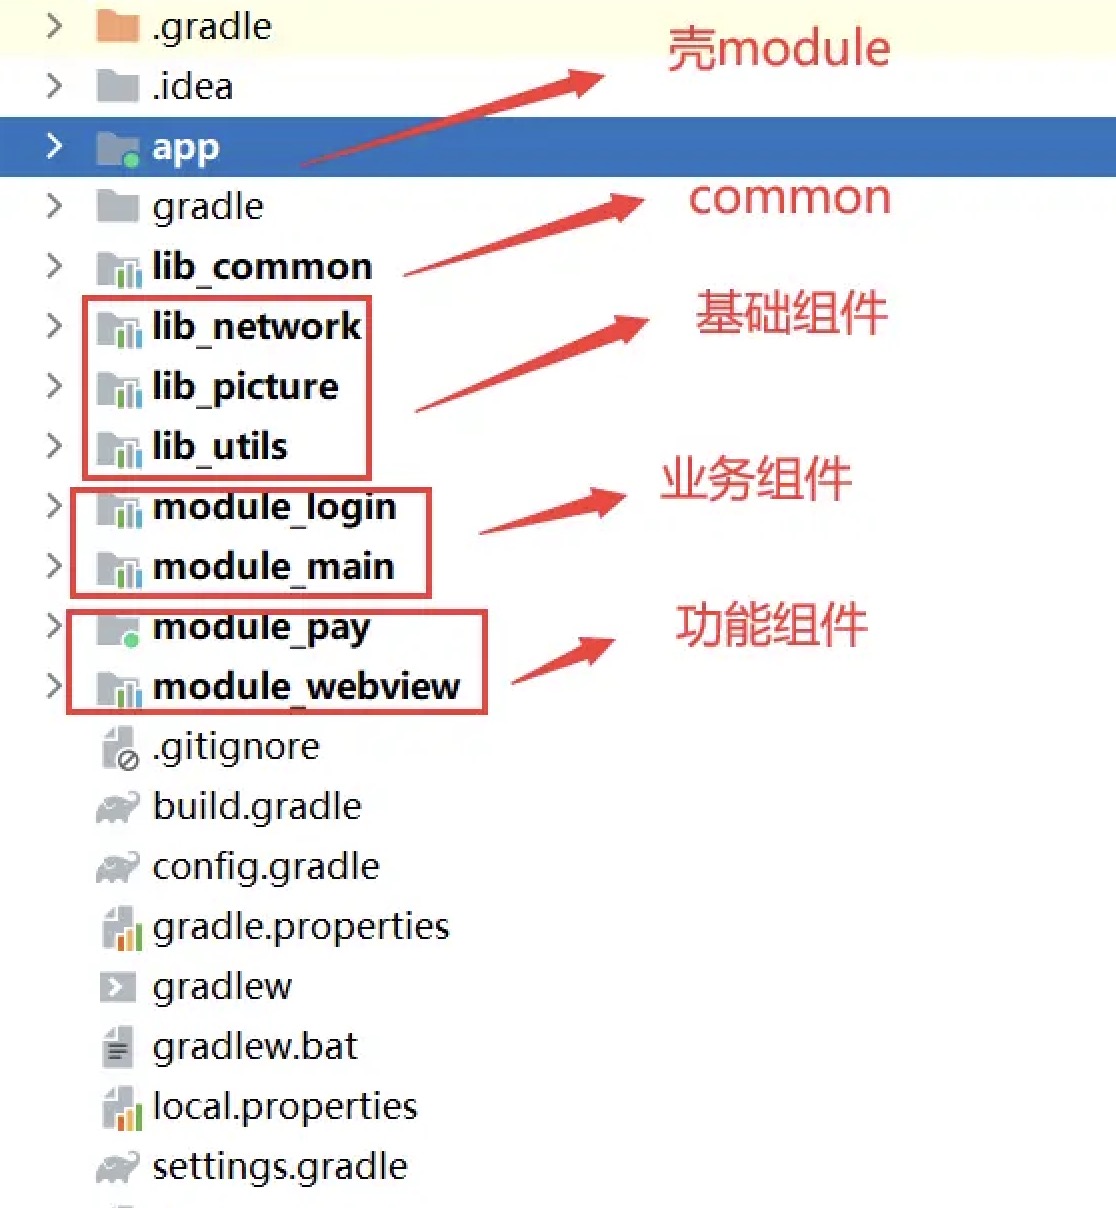 .gradle
壳module
.idea
app
gradle
common
lib_common
lib_network
基础组件
lib_picture
lib_utils
业务组件
module_login
module_main
module_pay
功能组件
module_webview
.gitignore
build.gradle
config.gradle
gradle.properties
gradlew
gradlew.bat
local.properties
settings.gradle